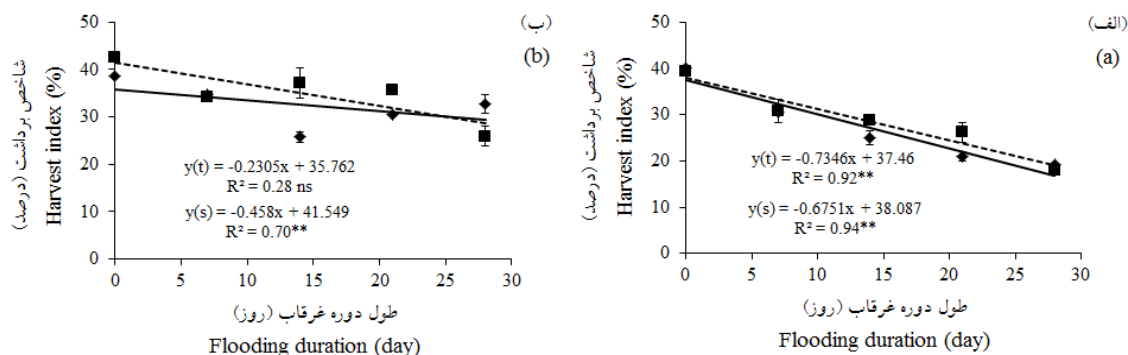 (ب)
(b)
شاخص برداشت (درصد)
Harvest index (%)
50
40
30
20
10
0
y(t) = -0.2305x + 35.762
R² = 0.28 ns
y(s) = -0.458x + 41.549
R² = 0.70**
0 5 10 15 20 25 30
طول دوره غرقاب (روز)
Flooding duration (day)
(الف)
(a)
شاخص برداشت (درصد)
Harvest index (%)
50
40
30
20
10
0
y(t) = -0.7346x + 37.46
R² = 0.92**
y(s) = -0.6751x + 38.087
R² = 0.94**
0 5 10 15 20 25 30
طول دوره غرقاب (روز)
Flooding duration (day)